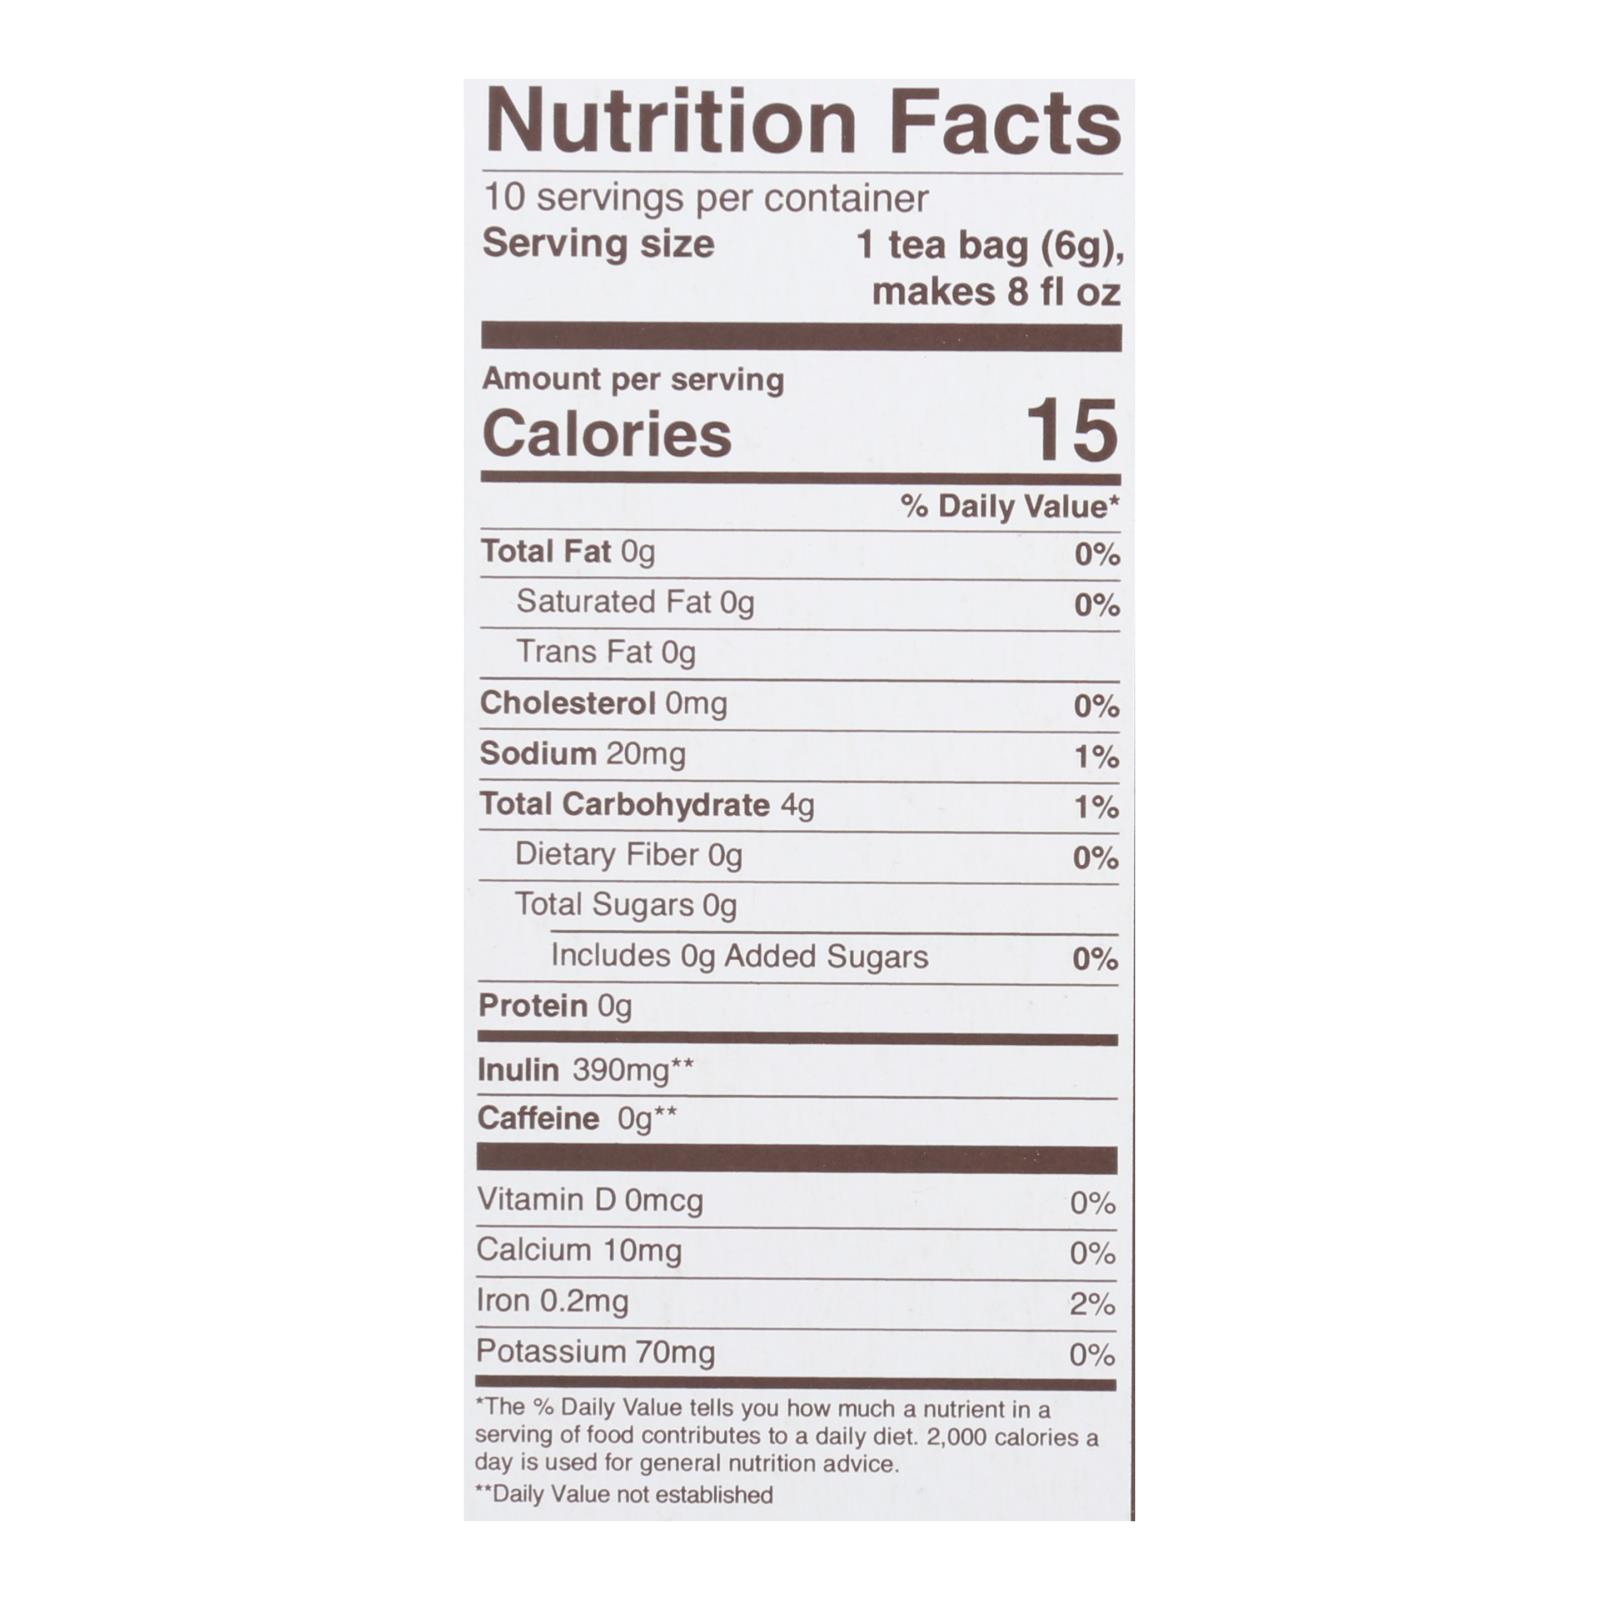 Nutrition Facts
10 servings per container
Serving size 1 tea bag (6g),
makes 8 fl oz
Amount per serving
Calories 15
% Daily Value*
Total Fat 0g 0%
Saturated Fat 0g 0%
Trans Fat 0g
Cholesterol 0mg 0%
Sodium 20mg 1%
Total Carbohydrate 4g 1%
Dietary Fiber 0g 0%
Total Sugars 0g
Includes 0g Added Sugars 0%
Protein 0g
Inulin 390mg**
Caffeine 0g**
Vitamin D 0mcg 0%
Calcium 10mg 0%
Iron 0.2mg 2%
Potassium 70mg 0%
*The % Daily Value tells you how much a nutrient in a
serving of food contributes to a daily diet. 2,000 calories a
day is used for general nutrition advice.
**Daily Value not established